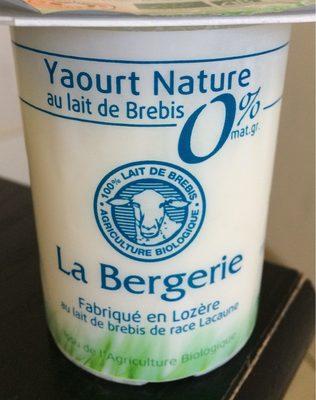 Yaourt Nature
au lait de Brebis
0%
mat.gr.
100% LAIT DE BREBIS
AGRICULTURE BIOLOGIQUE
La Bergerie
Fabriqué en Lozère
au lait de brebis de race Lacaune
de l'Agriculture Biologique